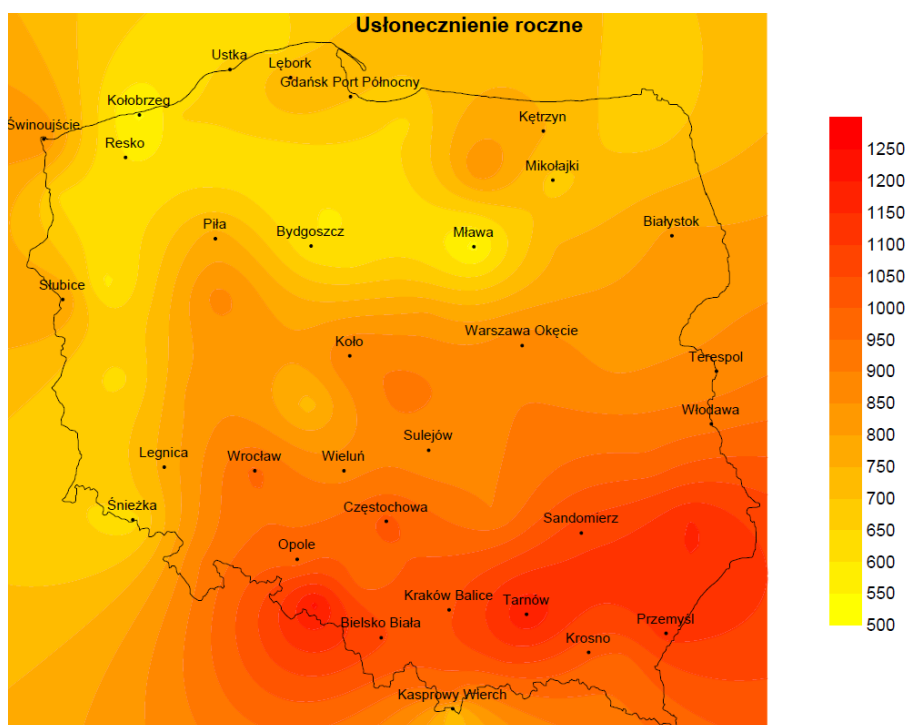 Usłonecznienie roczne
Ustka
Lębork
Gdańsk Port Północny
Kołobrzeg
Świnoujście
Kętrzyn
Resko
Mikołajki
Piła
Bydgoszcz
Mława
Białystok
Słubice
Koło
Warszawa Okęcie
Terespol
Włodawa
Sulejów
Legnica
Wrocław
Wieluń
Śnieżka
Częstochowa
Sandomierz
Opole
Kraków Balice
Tarnów
Bielsko Biała
Przemyśl
Krosno
Kasprowy Wierch
1250
1200
1150
1100
1050
1000
950
900
850
800
750
700
650
600
550
500